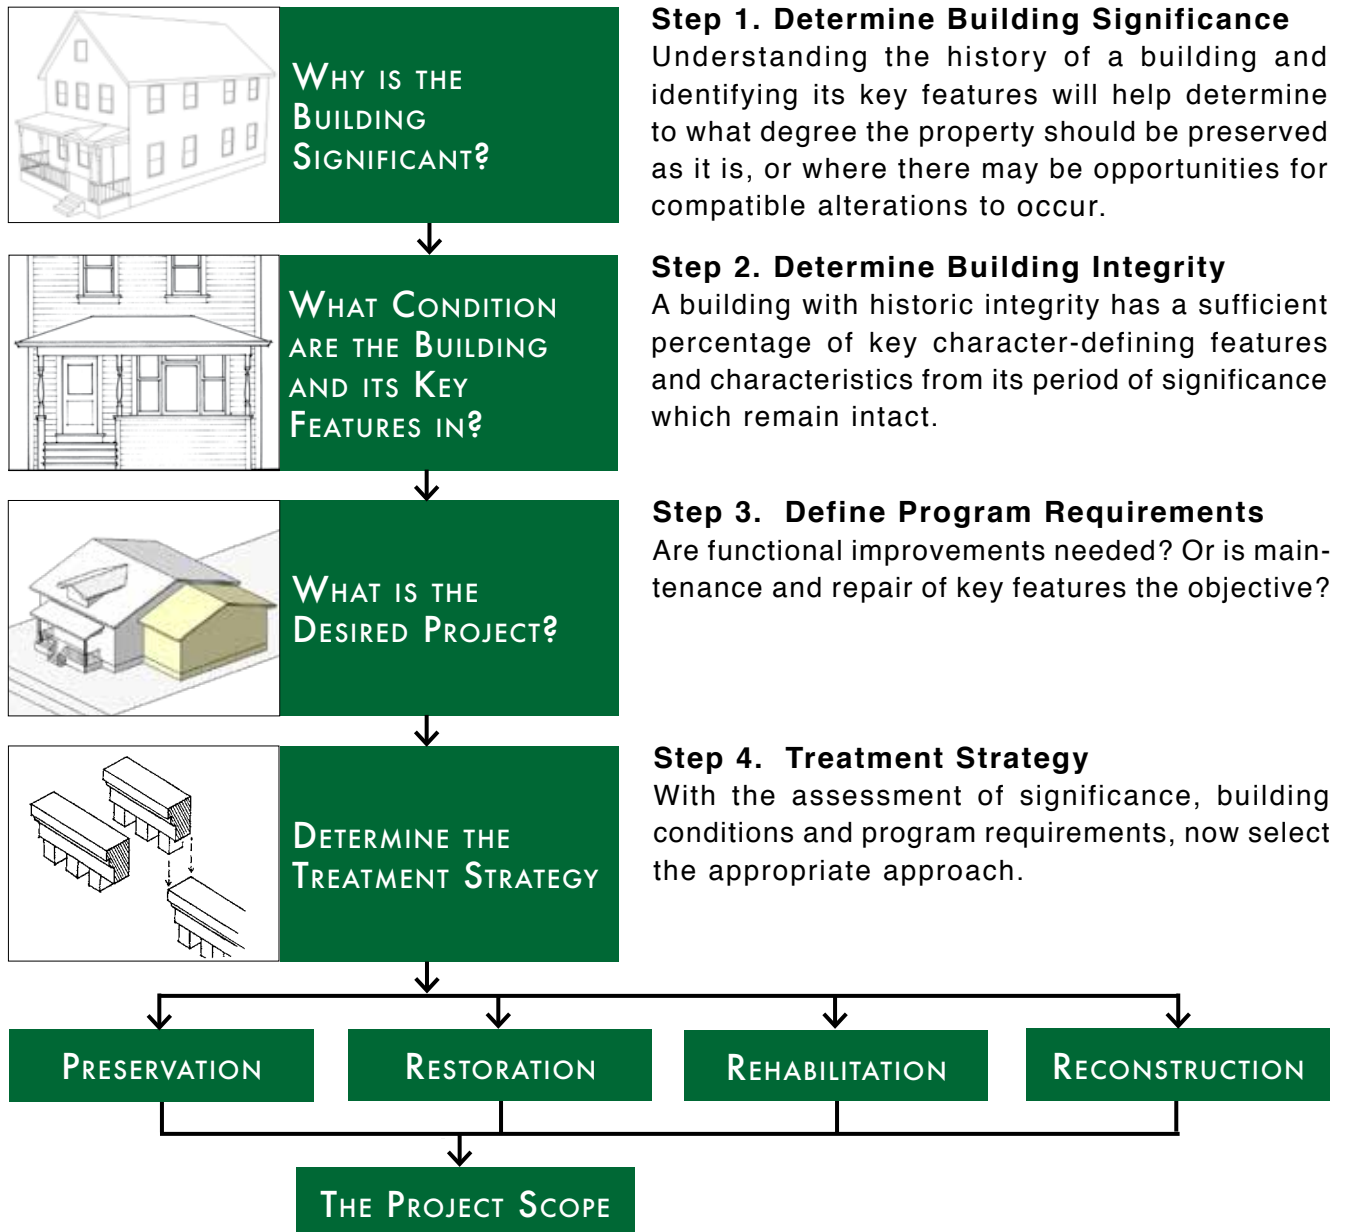 WHY IS THE
BUILDING
SIGNIFICANT?
Step 1. Determine Building Significance
Understanding the history of a building and
identifying its key features will help determine
to what degree the property should be preserved
as it is, or where there may be opportunities for
compatible alterations to occur.
WHAT CONDITION
ARE THE BUILDING
AND ITS KEY
FEATURES IN?
Step 2. Determine Building Integrity
A building with historic integrity has a sufficient
percentage of key character-defining features
and characteristics from its period of significance
which remain intact.
WHAT IS THE
DESIRED PROJECT?
Step 3. Define Program Requirements
Are functional improvements needed? Or is main-
tenance and repair of key features the objective?
DETERMINE THE
TREATMENT STRATEGY
Step 4. Treatment Strategy
With the assessment of significance, building
conditions and program requirements, now select
the appropriate approach.
PRESERVATION
RESTORATION
REHABILITATION
RECONSTRUCTION
THE PROJECT SCOPE